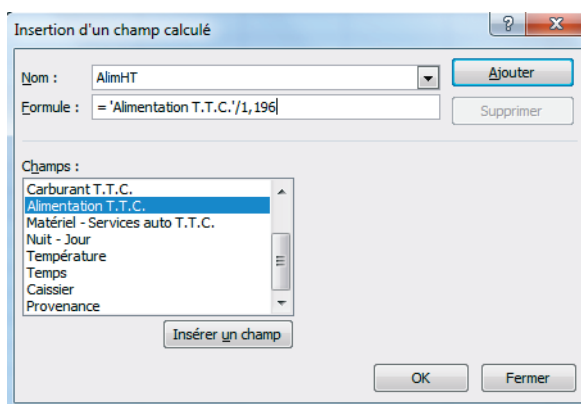 Insertion d'un champ calculé
Nom : AlimHT Ajouter
Formule : = 'Alimentation T.T.C.'/1,196 Supprimer
Champs :
Carburant T.T.C.
Alimentation T.T.C.
Matériel - Services auto T.T.C.
Nuit - Jour
Température
Temps
Caissier
Provenance
Insérer un champ
OK Fermer